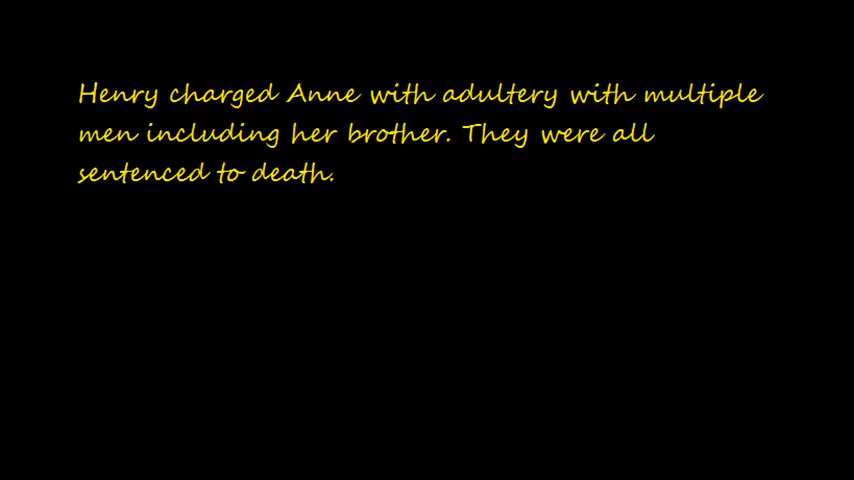 Henry charged Anne with adultery with multiple
men including her brother. They were all
sentenced to death.